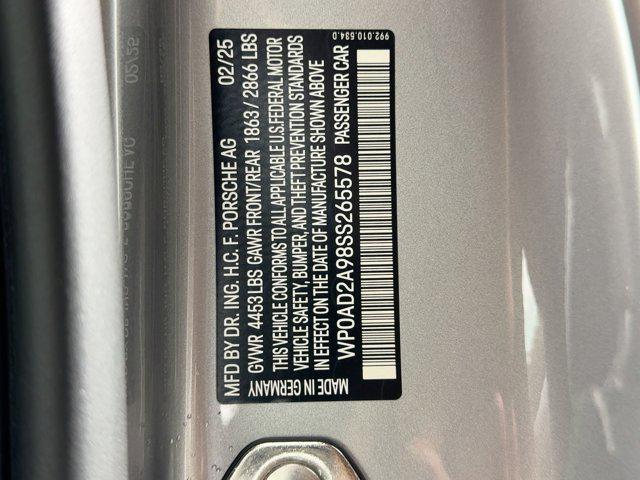 MFD BY DR. ING. H.C. F. PORSCHE AG 02/25
GVWR 4453 LBS GAWR FRONT/REAR 1863 / 2866 LBS
THIS VEHICLE CONFORMS TO ALL APPLICABLE U.S. FEDERAL MOTOR
VEHICLE SAFETY, BUMPER, AND THEFT PREVENTION STANDARDS
IN EFFECT ON THE DATE OF MANUFACTURE SHOWN ABOVE
WP0AD2A98SS265578 PASSENGER CAR
MADE IN GERMANY
992.010.534.0